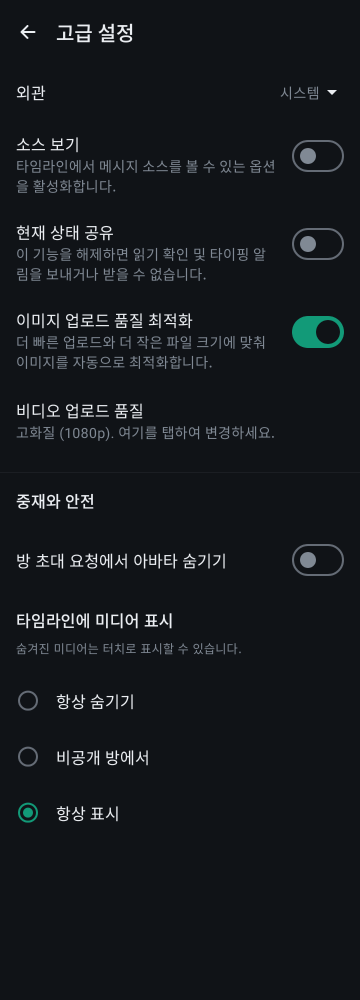 고급 설정
외관
시스템
소스 보기
타임라인에서 메시지 소스를 볼 수 있는 옵션
을 활성화합니다.
현재 상태 공유
이 기능을 해제하면 읽기 확인 및 타이핑 알
림을 보내거나 받을 수 없습니다.
이미지 업로드 품질 최적화
더 빠른 업로드와 더 작은 파일 크기에 맞춰
이미지를 자동으로 최적화합니다.
비디오 업로드 품질
고화질 (1080p). 여기를 탭하여 변경하세요.
중재와 안전
방 초대 요청에서 아바타 숨기기
타임라인에 미디어 표시
숨겨진 미디어는 터치로 표시할 수 있습니다.
항상 숨기기
비공개 방에서
항상 표시